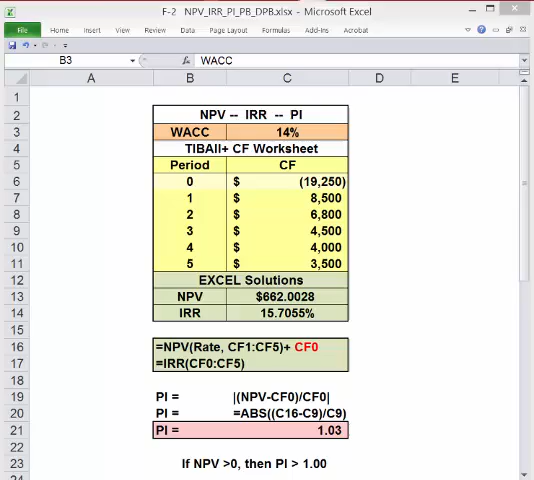 F-2 NPV_IRR_PI_PB_DPB.xlsx - Microsoft Excel
File Home Insert Review Data Page Layout Formulas Add-Ins Acrobat
B3 fx WACC
A B C D E
1
2 NPV -- IRR -- PI
3 WACC 14%
4 TIBAII+ CF Worksheet
5 Period CF
6 0 $ (19,250)
7 1 $ 8,500
8 2 $ 6,800
9 3 $ 4,500
10 4 $ 4,000
11 5 $ 3,500
12 EXCEL Solutions
13 NPV $662.0028
14 IRR 15.7055%
15
16 =NPV(Rate, CF1:CF5)+ CF0
17 =IRR(CF0:CF5)
18
19 PI = |(NPV-CF0)/CF0|
20 PI = =ABS((C16-C9)/C9)
21 PI = 1.03
22
23 If NPV >0, then PI > 1.00
24